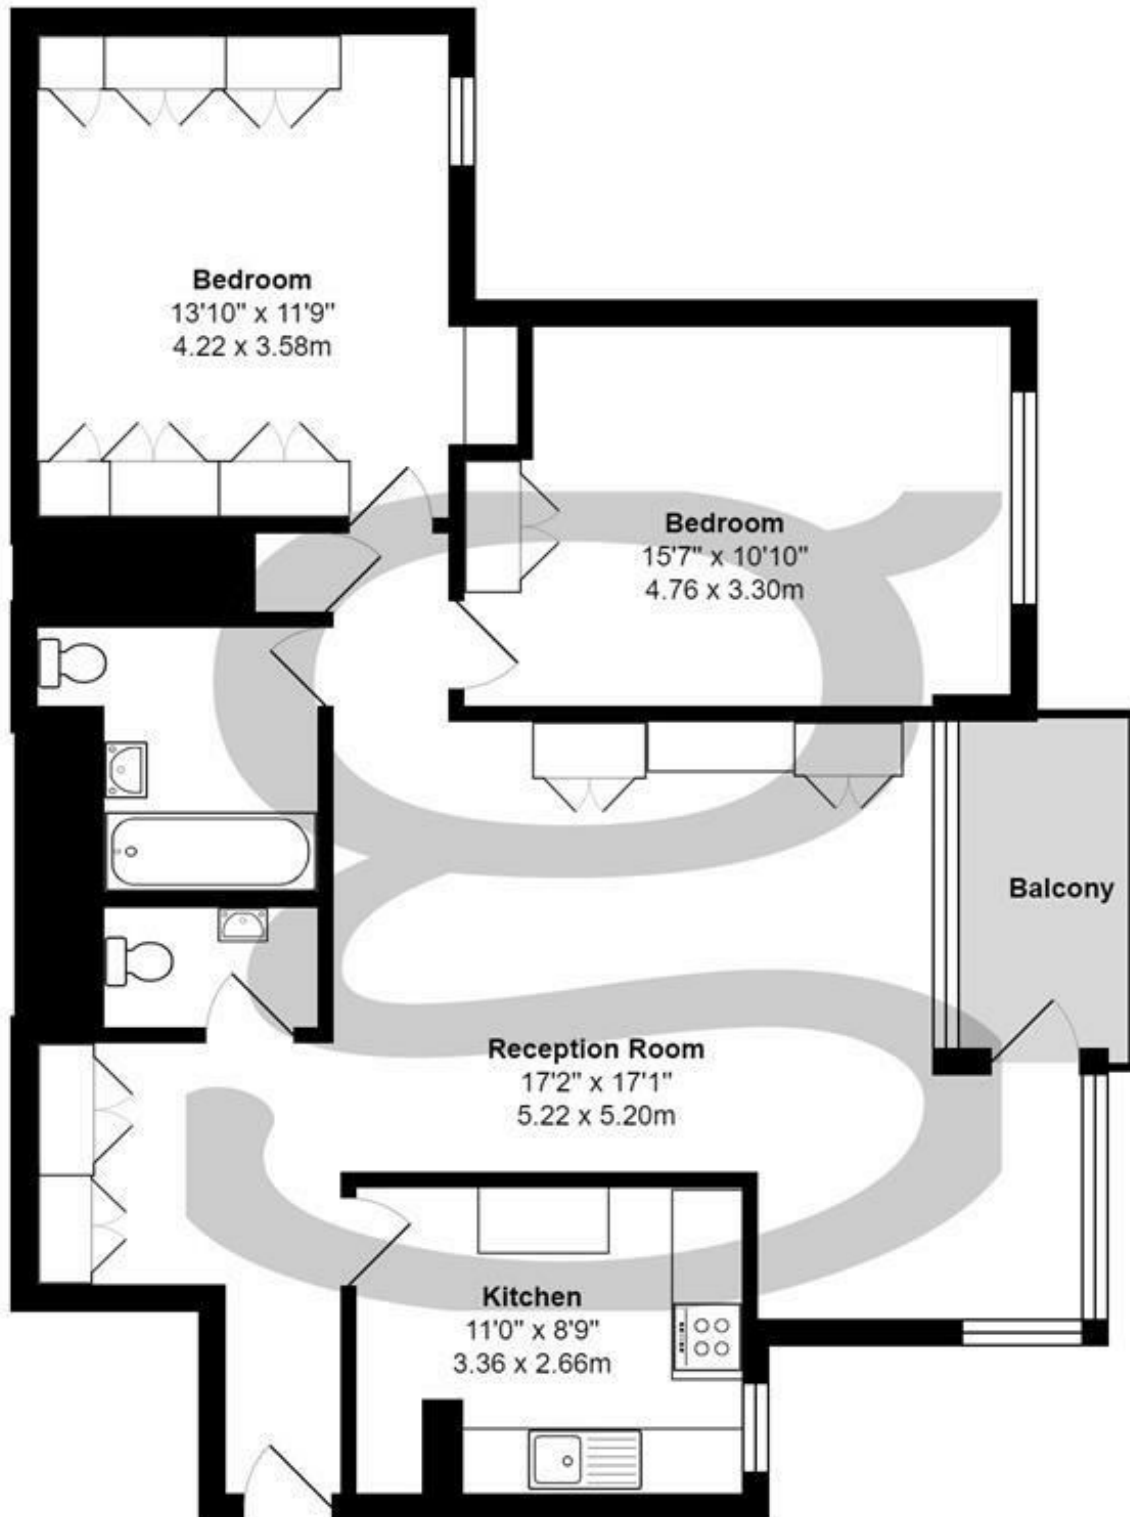 Bedroom
13'10" x 11'9"
4.22 x 3.58m
Bedroom
15'7" x 10'10"
4.76 x 3.30m
Balcony
Reception Room
17'2" x 17'1"
5.22 x 5.20m
Kitchen
11'0" x 8'9"
3.36 x 2.66m